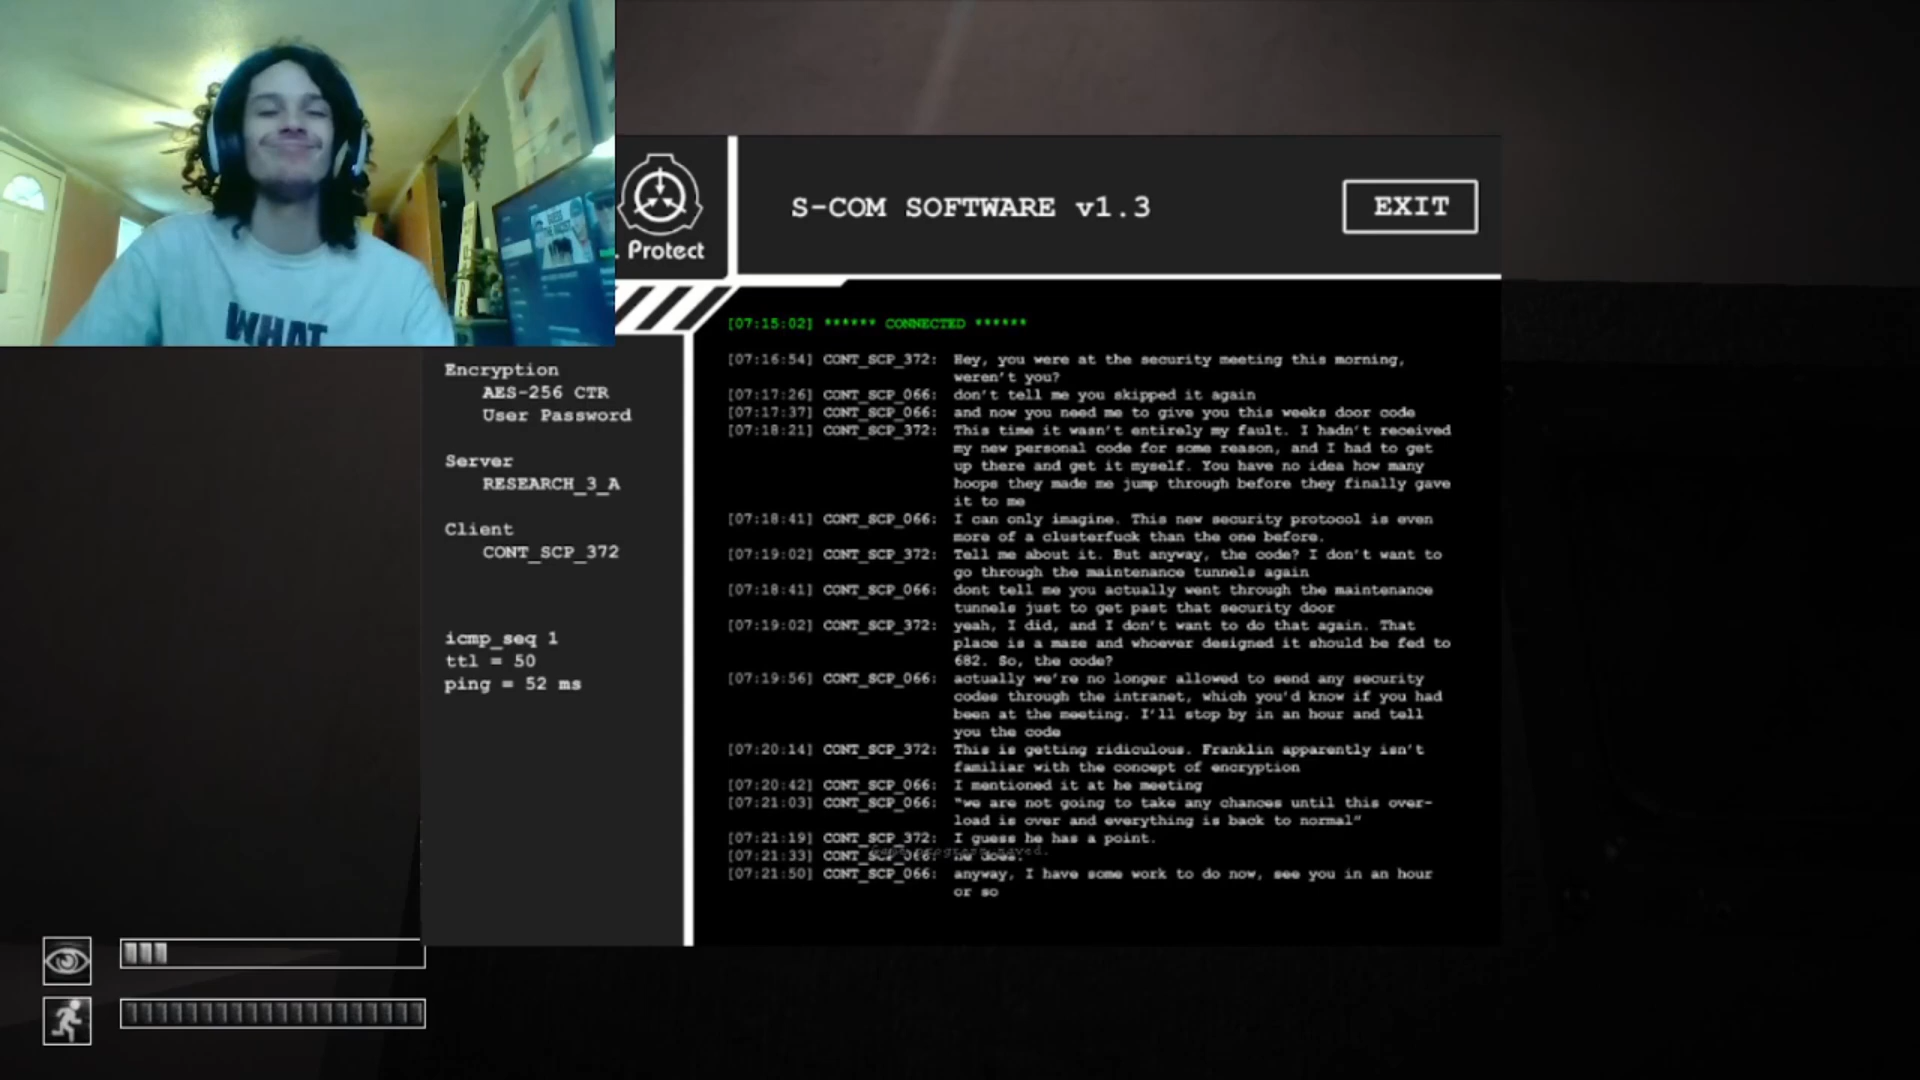 WHAT
. Protect
S-COM SOFTWARE v1.3
EXIT
Encryption
AES-256 CTR
User Password
Server
RESEARCH_3_A
Client
CONT_SCP_372
icmp_seq 1
ttl = 50
ping = 52 ms
[07:15:02] ****** CONNECTED ******
[07:16:54] CONT_SCP_372: Hey, you were at the security meeting this morning,
weren't you?
[07:17:26] CONT_SCP_066: don't tell me you skipped it again
[07:17:37] CONT_SCP_066: and now you need me to give you this weeks door code
[07:18:21] CONT_SCP_372: This time it wasn't entirely my fault. I hadn't received
my new personal code for some reason, and I had to get
up there and get it myself. You have no idea how many
hoops they made me jump through before they finally gave
it to me
[07:18:41] CONT_SCP_066: I can only imagine. This new security protocol is even
more of a clusterfuck than the one before.
[07:19:02] CONT_SCP_372: Tell me about it. But anyway, the code? I don't want to
go through the maintenance tunnels again
[07:18:41] CONT_SCP_066: dont tell me you actually went through the maintenance
tunnels just to get past that security door
[07:19:02] CONT_SCP_372: yeah, I did, and I don't want to do that again. That
place is a maze and whoever designed it should be fed to
682. So, the code?
[07:19:56] CONT_SCP_066: actually we're no longer allowed to send any security
codes through the intranet, which you'd know if you had
been at the meeting. I'll stop by in an hour and tell
you the code
[07:20:14] CONT_SCP_372: This is getting ridiculous. Franklin apparently isn't
familiar with the concept of encryption
[07:20:42] CONT_SCP_066: I mentioned it at he meeting
[07:21:03] CONT_SCP_066: "we are not going to take any chances until this over-
load is over and everything is back to normal"
[07:21:19] CONT_SCP_372: I guess he has a point.
Game progress saved.
[07:21:33] CONT_SCP_066: he does.
[07:21:50] CONT_SCP_066: anyway, I have some work to do now, see you in an hour
or so